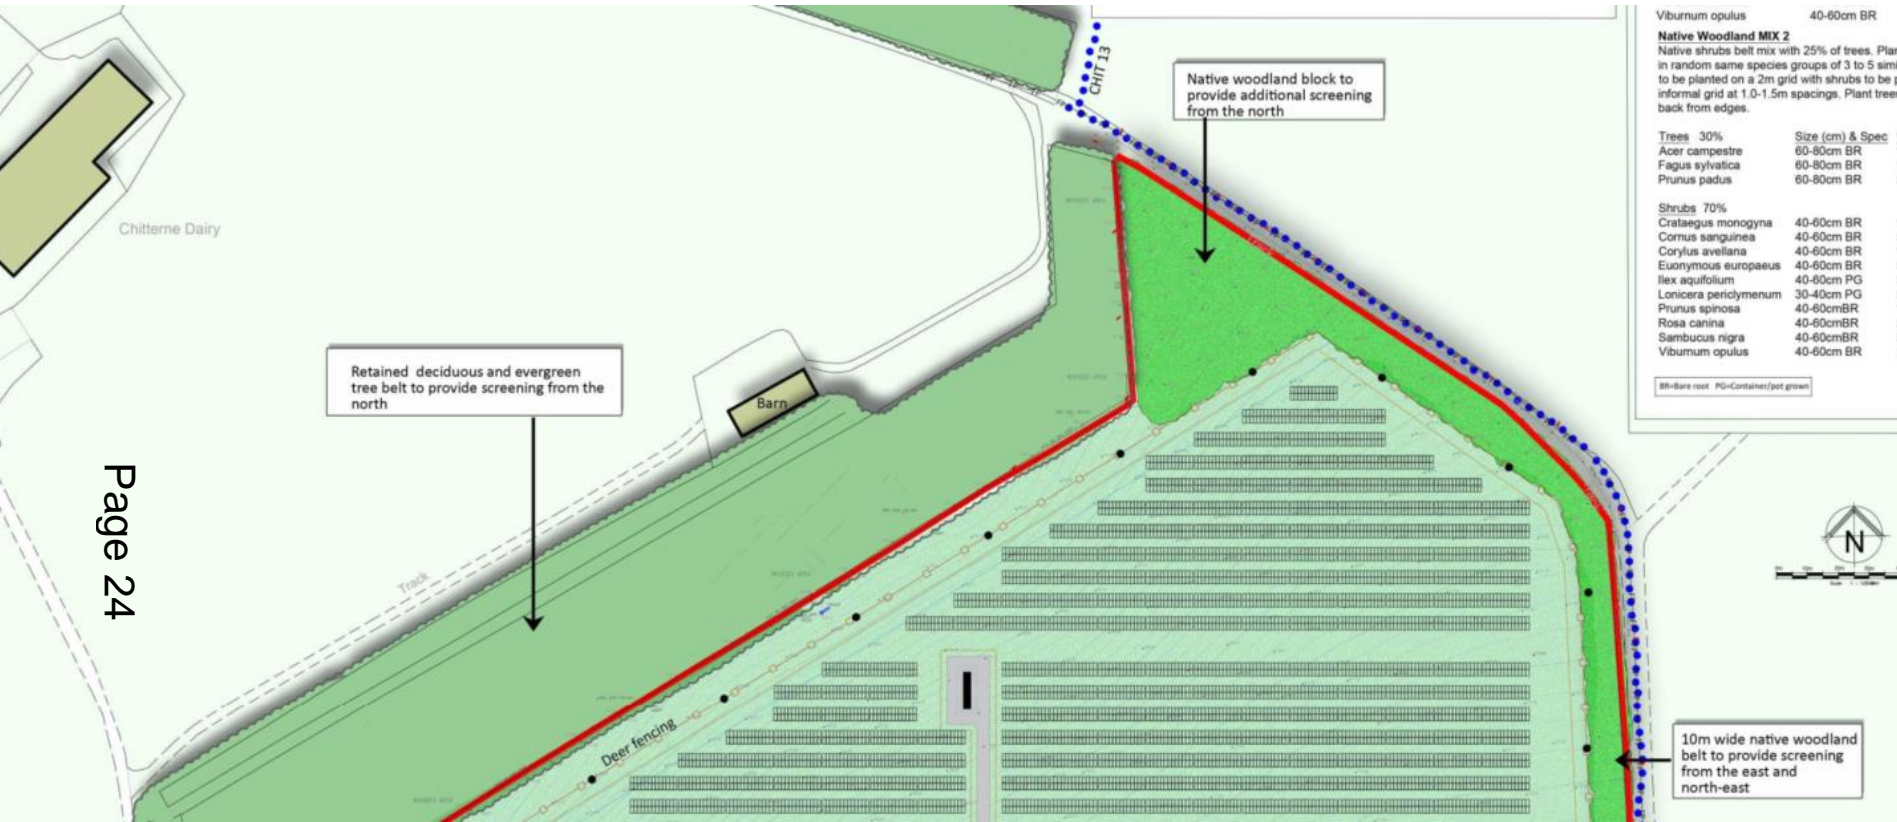 Viburnum opulus 40-60cm BR
Native Woodland MIX 2
Native shrubs belt mix with 25% of trees. Plan
in random same species groups of 3 to 5 simi
to be planted on a 2m grid with shrubs to be p
informal grid at 1.0-1.5m spacings. Plant trees
back from edges.
Trees 30% Size (cm) & Spec
Acer campestre 60-80cm BR
Fagus sylvatica 60-80cm BR
Prunus padus 60-80cm BR
Shrubs 70%
Crataegus monogyna 40-60cm BR
Cornus sanguinea 40-60cm BR
Corylus avellana 40-60cm BR
Euonymous europaeus 40-60cm BR
Ilex aquifolium 40-60cm PG
Lonicera periclymenum 30-40cm PG
Prunus spinosa 40-60cmBR
Rosa canina 40-60cmBR
Sambucus nigra 40-60cmBR
Viburnum opulus 40-60cm BR
BR=Bare root PG=Container/pot grown
CHIT 13
Native woodland block to
provide additional screening
from the north
Chitterne Dairy
Retained deciduous and evergreen
tree belt to provide screening from the
north
Barn
Track
Track
Page 24
N
Deer fencing
10m wide native woodland
belt to provide screening
from the east and
north-east